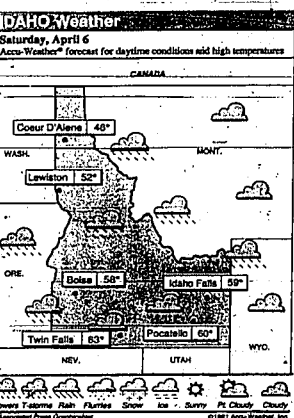 IDAHO Weather
Saturday, April 6
Accu-Weather® forecast for daytime conditions and high temperatures
CANADA
Coeur D'Alene 48°
WASH.
MONT.
Lewiston 52°
ORE.
Boise 58°
Idaho Falls 59°
Twin Falls 63°
Pocatello 60°
WYO.
NEV.
UTAH
T-storms Rain Flurries Snow Ice Sunny Pt. Cloudy Cloudy
Accu-Weather, Inc.